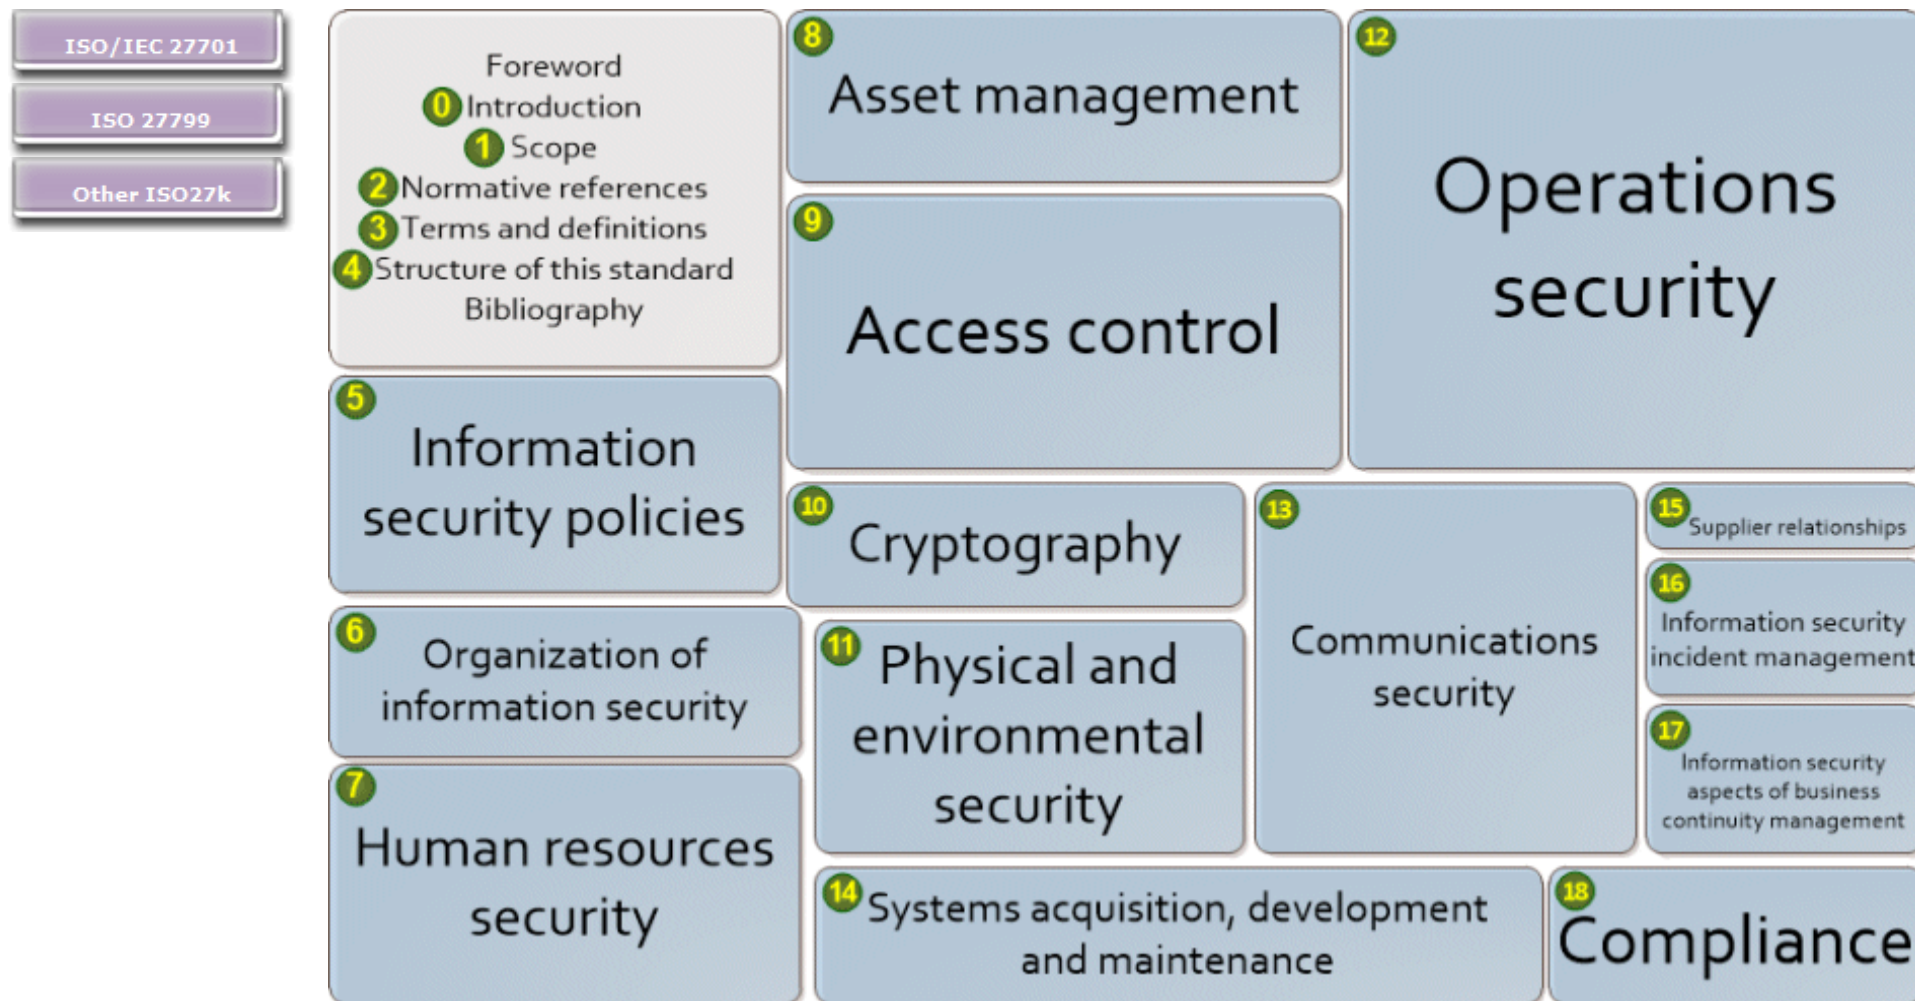 ISO/IEC 27701
ISO 27799
Other ISO27k
Foreword
0 Introduction
1 Scope
2 Normative references
3 Terms and definitions
4 Structure of this standard
Bibliography
5
Information
security policies
6
Organization of
information security
7
Human resources
security
8
Asset management
9
Access control
10
Cryptography
11
Physical and
environmental
security
12
Operations
security
13
Communications
security
14
Systems acquisition, development
and maintenance
15
Supplier relationships
16
Information security
incident management
17
Information security
aspects of business
continuity management
18
Compliance